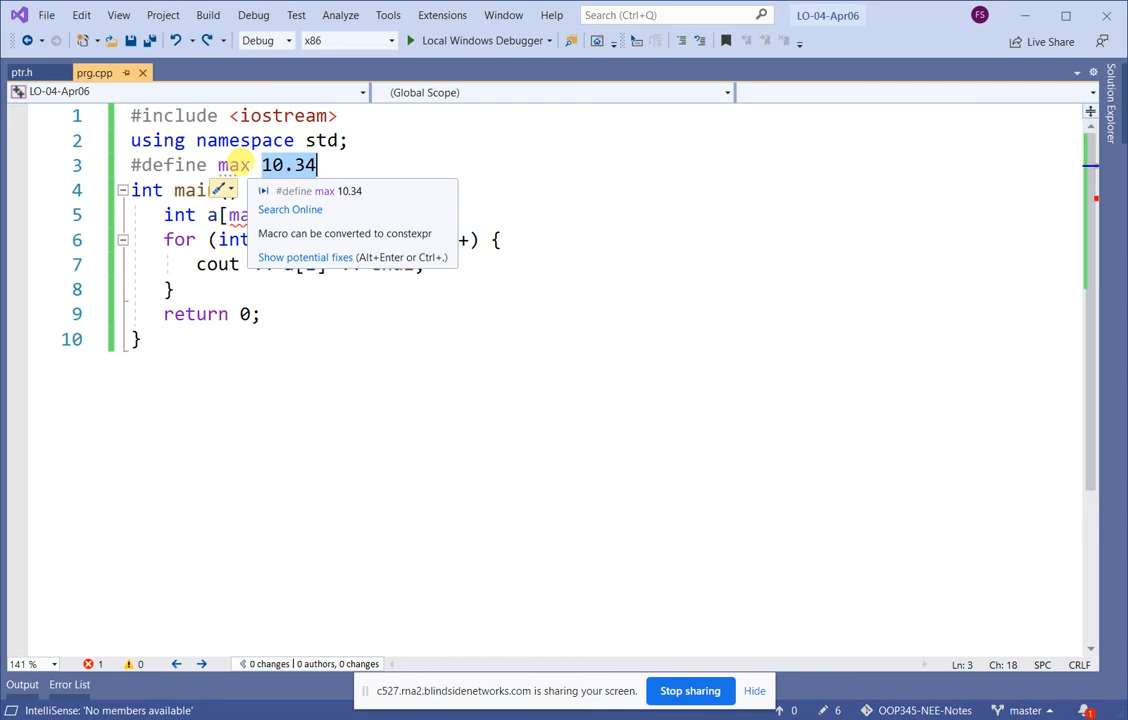 File Edit View Project Build Debug Test Analyze Tools Extensions Window Help Search (Ctrl+Q) LO-04-Apr06 FS
Debug x86 Local Windows Debugger Live Share
ptr.h prg.cpp
LO-04-Apr06 (Global Scope)
Solution Explorer
1 #include <iostream>
2 using namespace std;
3 #define max 10.34
4 int mai()
#define max 10.34
Search Online
5 int a[ma
Macro can be converted to constexpr
6 for (int +) {
Show potential fixes (Alt+Enter or Ctrl+.)
7 cout
8 }
9 return 0;
10 }
141 % 1 0 0 changes | 0 authors, 0 changes Ln: 3 Ch: 18 SPC CRLF
Output Error List
c527.rna2.blindsidenetworks.com is sharing your screen. Stop sharing Hide
IntelliSense: 'No members available' 0 6 OOP345-NEE-Notes master 1